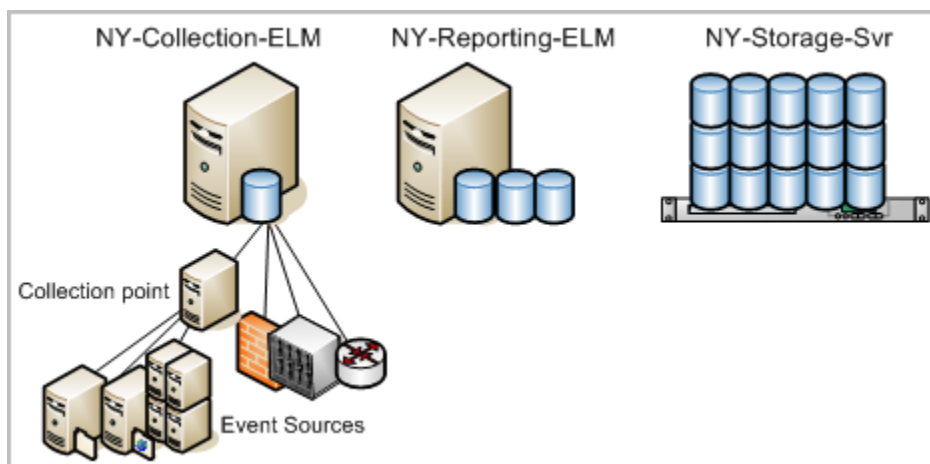 NY-Collection-ELM
NY-Reporting-ELM
NY-Storage-Svr
Collection point
Event Sources